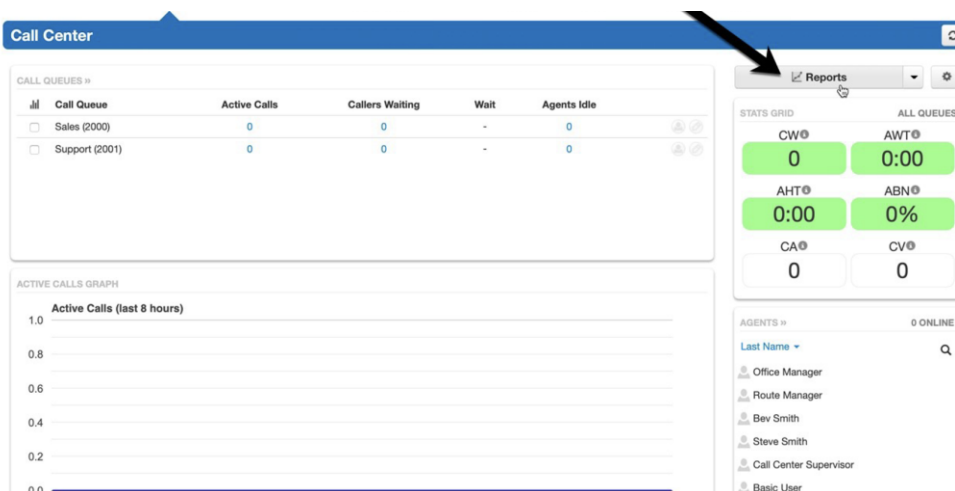 Call Center
CALL QUEUES »
Call Queue Active Calls Callers Waiting Wait Agents Idle
Sales (2000) 0 0 - 0
Support (2001) 0 0 - 0
ACTIVE CALLS GRAPH
Active Calls (last 8 hours)
1.0
0.8
0.6
0.4
0.2
0.0
Reports
STATS GRID ALL QUEUES
CW AWT
0 0:00
AHT ABN
0:00 0%
CA CV
0 0
AGENTS » 0 ONLINE
Last Name
Office Manager
Route Manager
Bev Smith
Steve Smith
Call Center Supervisor
Basic User